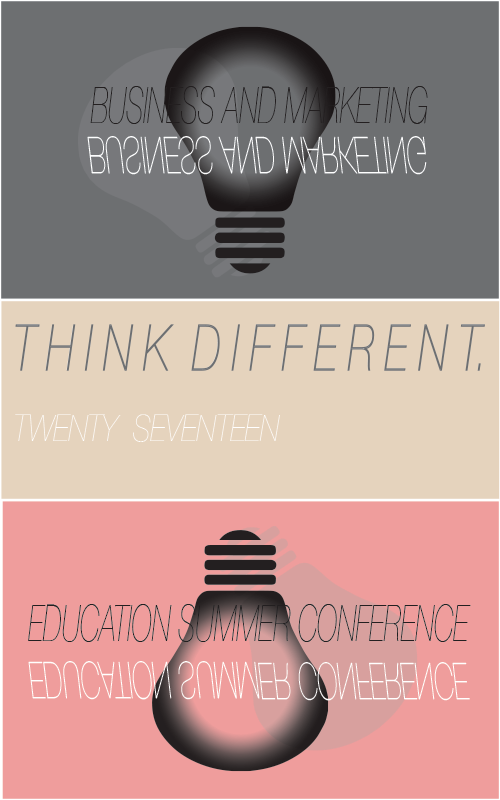 BUSINESS AND MARKETING
BUSINESS AND MARKETING
THINK DIFFERENT.
TWENTY SEVENTEEN
EDUCATION SUMMER CONFERENCE
EDUCATION SUMMER CONFERENCE